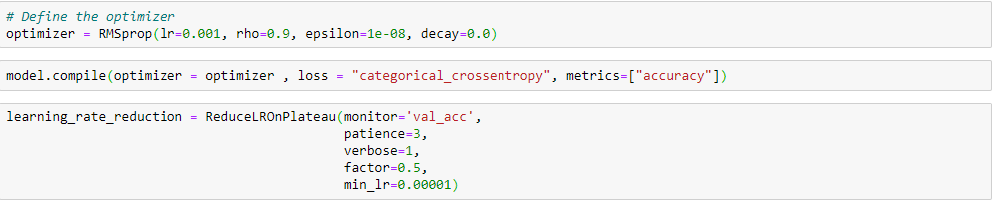 # Define the optimizer
optimizer = RMSprop(lr=0.001, rho=0.9, epsilon=1e-08, decay=0.0)
model.compile(optimizer = optimizer , loss = "categorical_crossentropy", metrics=["accuracy"])
learning_rate_reduction = ReduceLROnPlateau(monitor='val_acc',
patience=3,
verbose=1,
factor=0.5,
min_lr=0.00001)